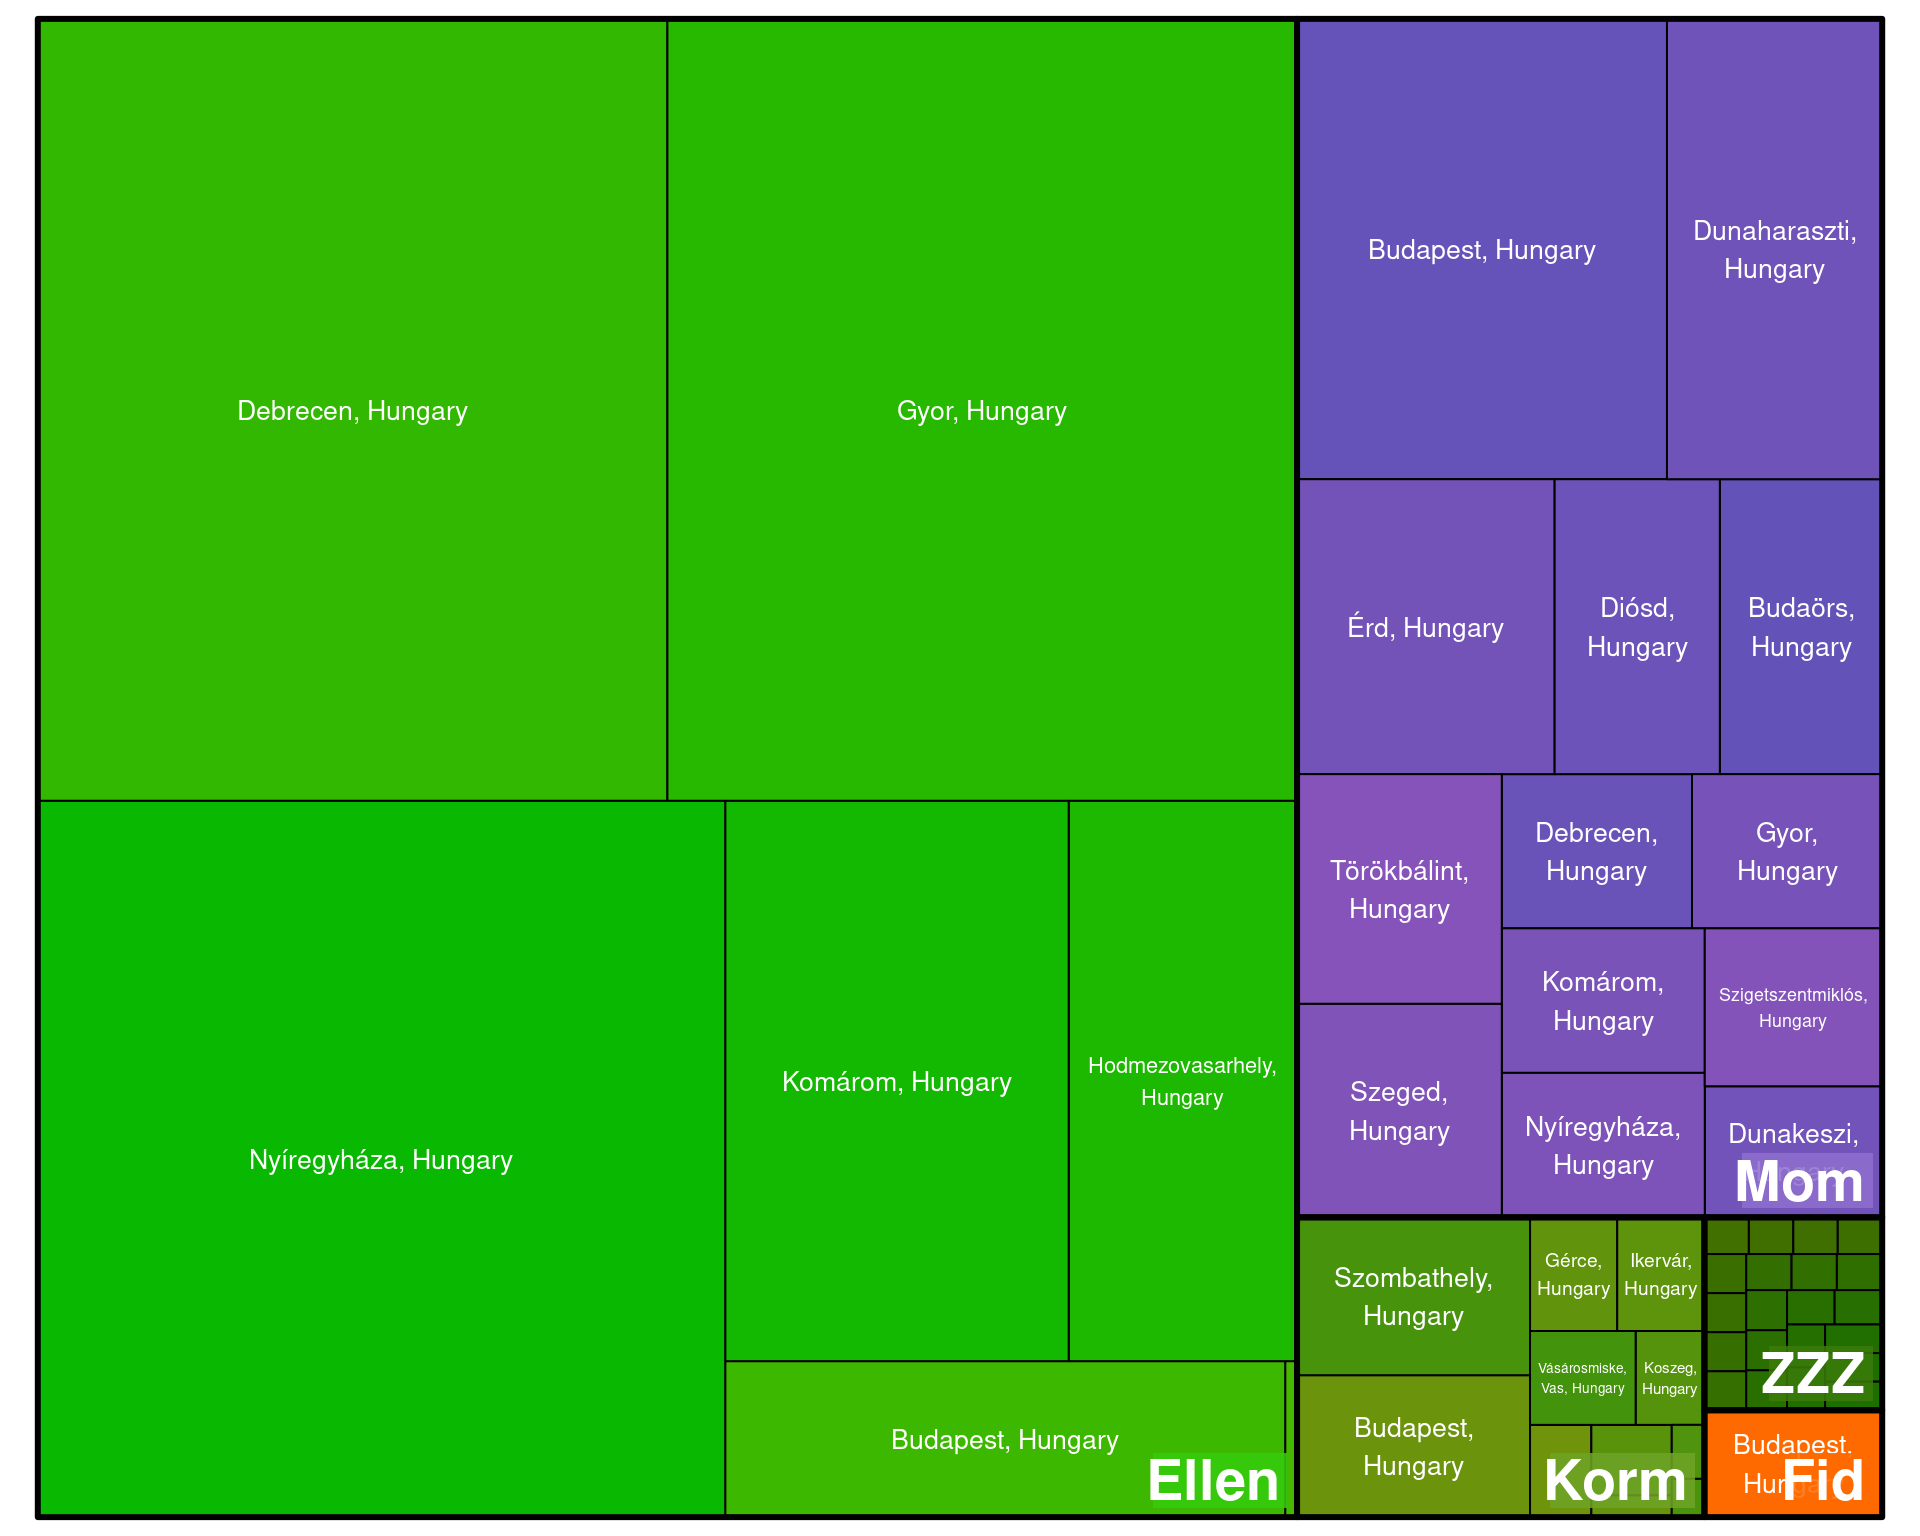 Debrecen, Hungary
Gyor, Hungary
Nyíregyháza, Hungary
Komárom, Hungary
Hodmezovasarhely,
Hungary
Budapest, Hungary
Ellen
Budapest, Hungary
Dunaharaszti,
Hungary
Érd, Hungary
Diósd,
Hungary
Budaörs,
Hungary
Törökbálint,
Hungary
Debrecen,
Hungary
Gyor,
Hungary
Szeged,
Hungary
Komárom,
Hungary
Szigetszentmiklós,
Hungary
Nyíregyháza,
Hungary
Dunakeszi,
Mom
Szombathely,
Hungary
Gérce,
Hungary
Ikervár,
Hungary
Vásárosmiske,
Vas, Hungary
Koszeg,
Hungary
Budapest,
Hungary
Korm
ZZZ
Budapest,
Fid